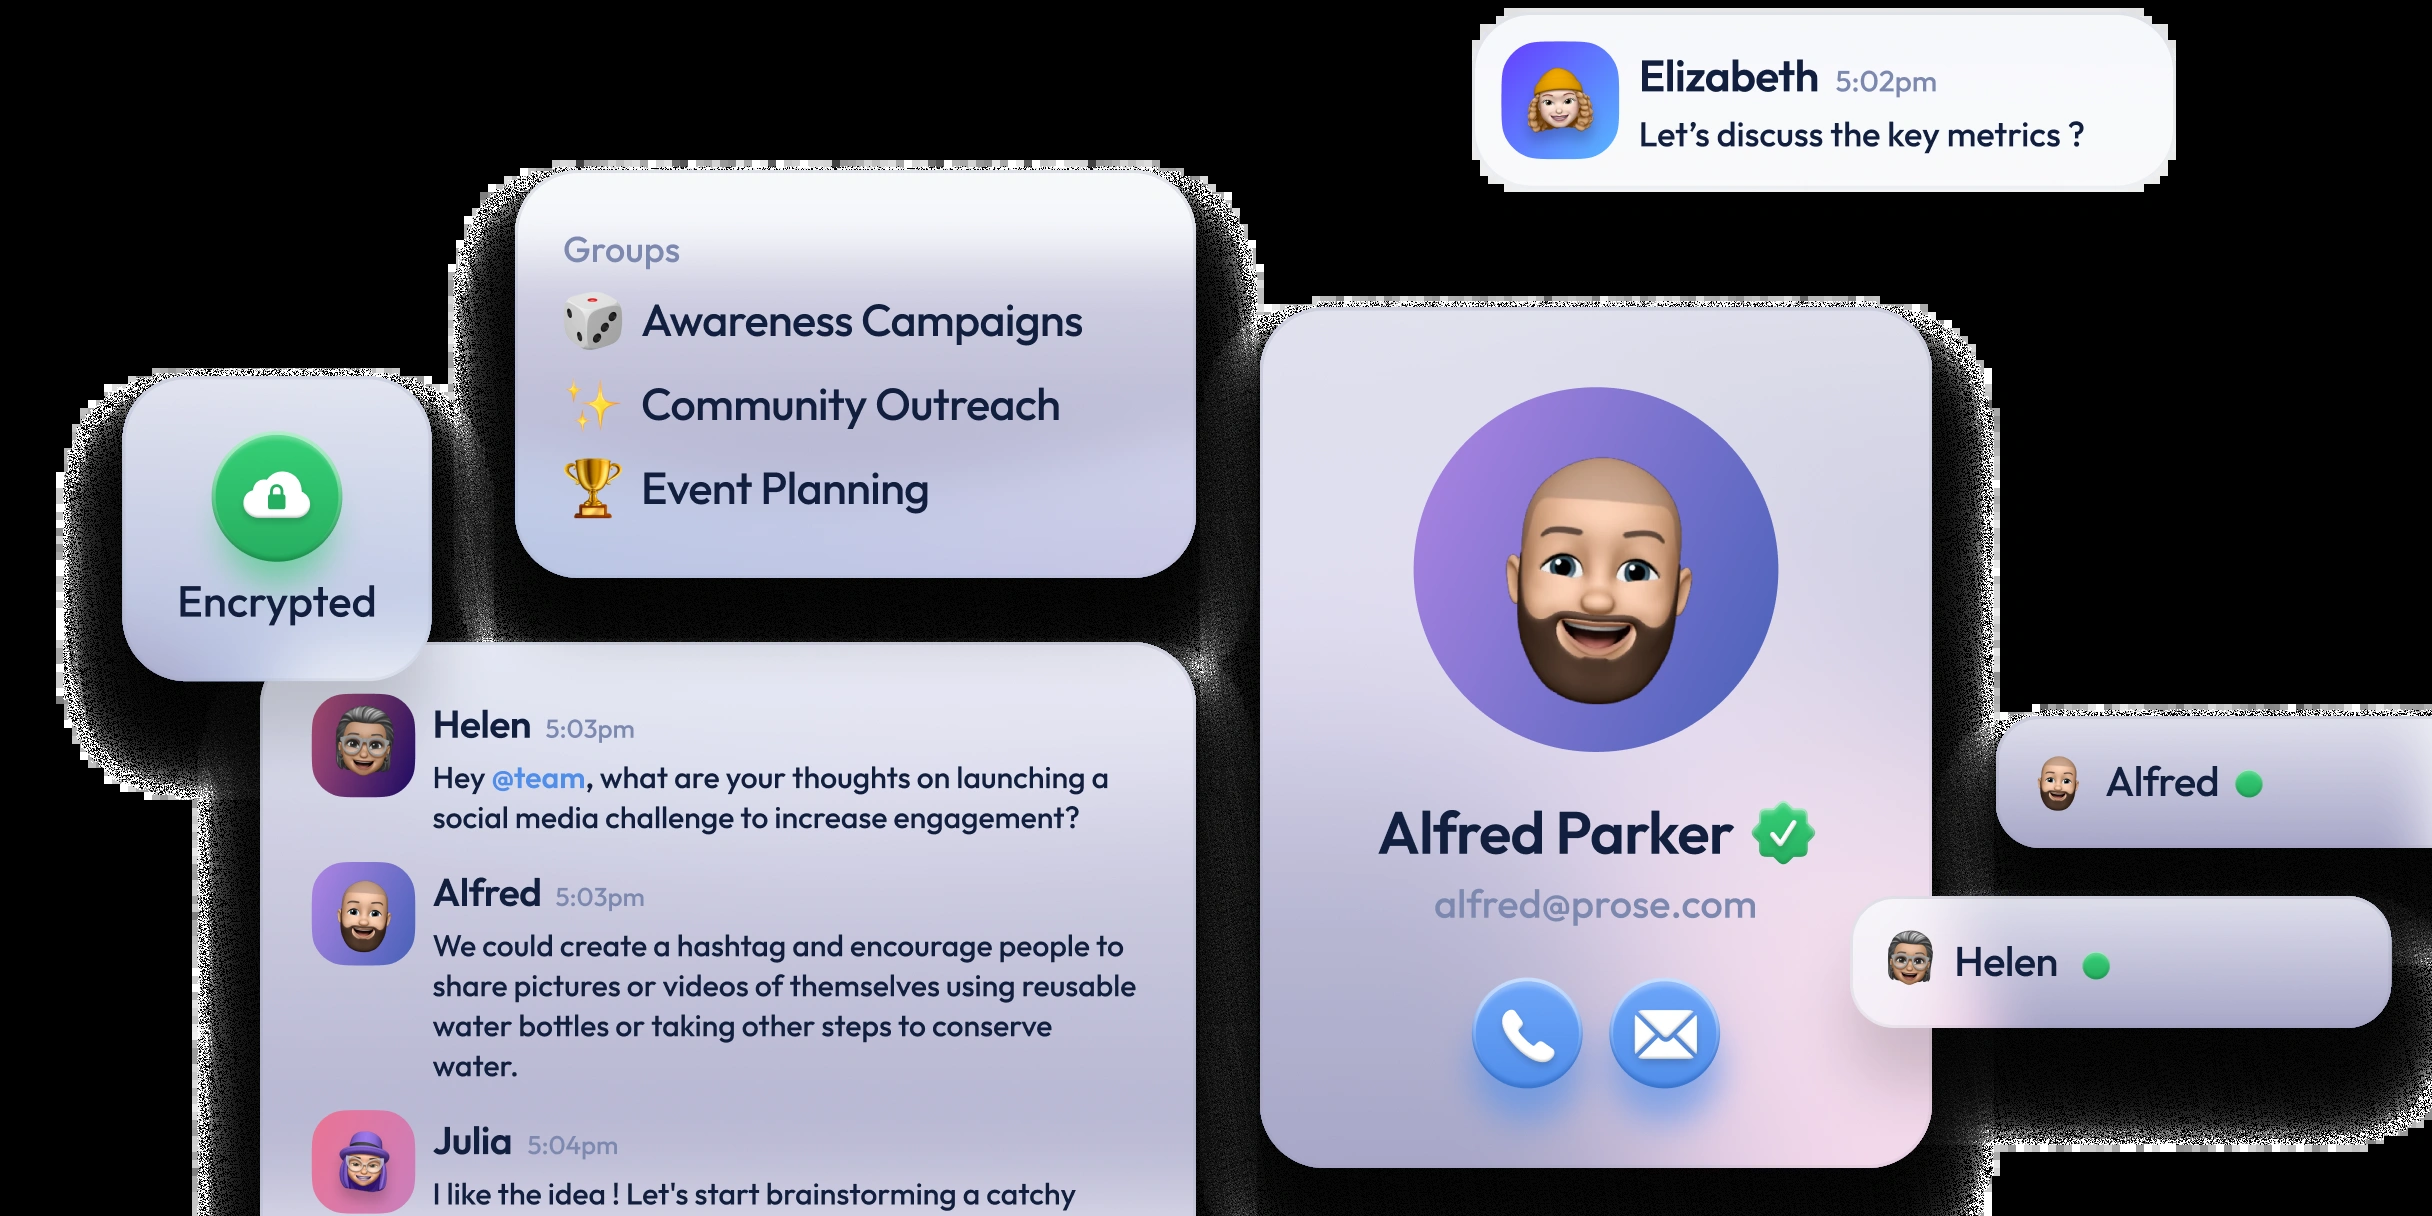 Elizabeth 5:02pm
Let’s discuss the key metrics ?
Groups
Awareness Campaigns
Community Outreach
Event Planning
Encrypted
Helen 5:03pm
Hey @team, what are your thoughts on launching a
social media challenge to increase engagement?
Alfred 5:03pm
We could create a hashtag and encourage people to
share pictures or videos of themselves using reusable
water bottles or taking other steps to conserve
water.
Julia 5:04pm
I like the idea ! Let's start brainstorming a catchy
Alfred Parker
alfred@prose.com
Alfred
Helen